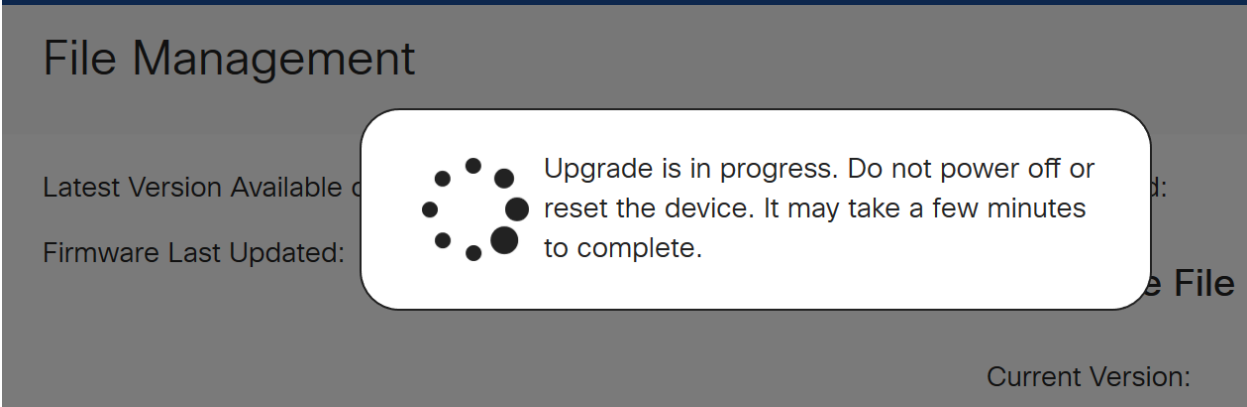 File Management
Upgrade is in progress. Do not power off or
reset the device. It may take a few minutes
to complete.
Latest Version Available
Firmware Last Updated:
File
Current Version: